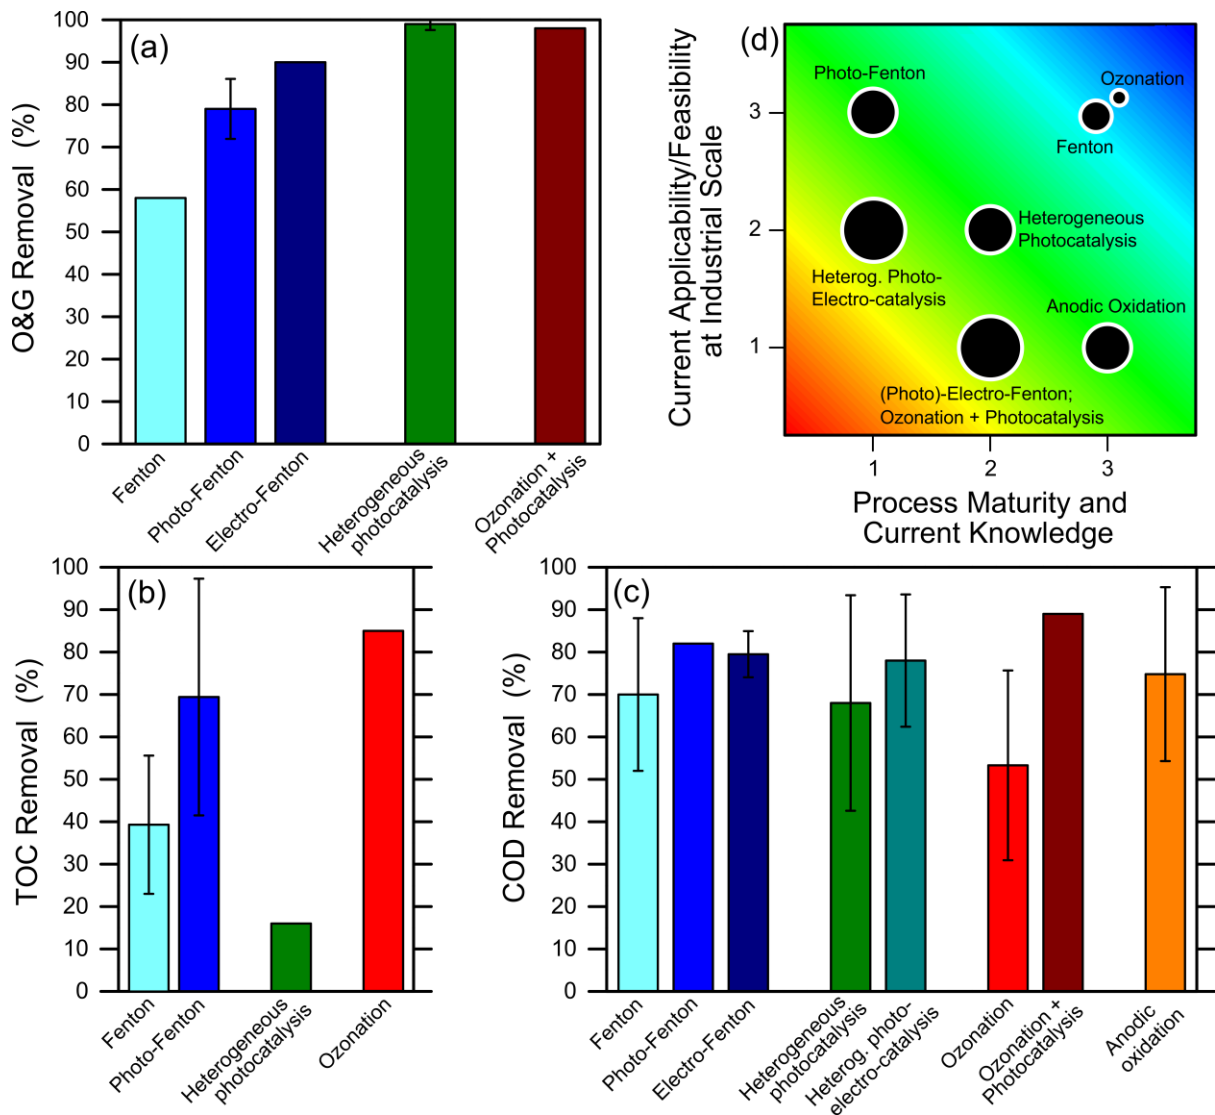 (a)
O&G Removal (%)
100
90
80
70
60
50
40
30
20
10
0
Fenton
Photo-Fenton
Electro-Fenton
Heterogeneous
photocatalysis
Ozonation +
Photocatalysis
(d)
Current Applicability/Feasibility
at Industrial Scale
3
2
1
Photo-Fenton
Ozonation
Fenton
Heterogeneous
Photocatalysis
Heterog. Photo-
Electro-catalysis
Anodic Oxidation
(Photo)-Electro-Fenton;
Ozonation + Photocatalysis
1
2
3
Process Maturity and
Current Knowledge
(b)
TOC Removal (%)
100
90
80
70
60
50
40
30
20
10
0
Fenton
Photo-Fenton
Heterogeneous
photocatalysis
Ozonation
(c)
COD Removal (%)
100
90
80
70
60
50
40
30
20
10
0
Fenton
Photo-Fenton
Electro-Fenton
Heterogeneous
photocatalysis
Heterog. photo-
electro-catalysis
Ozonation
Ozonation +
Photocatalysis
Anodic
oxidation